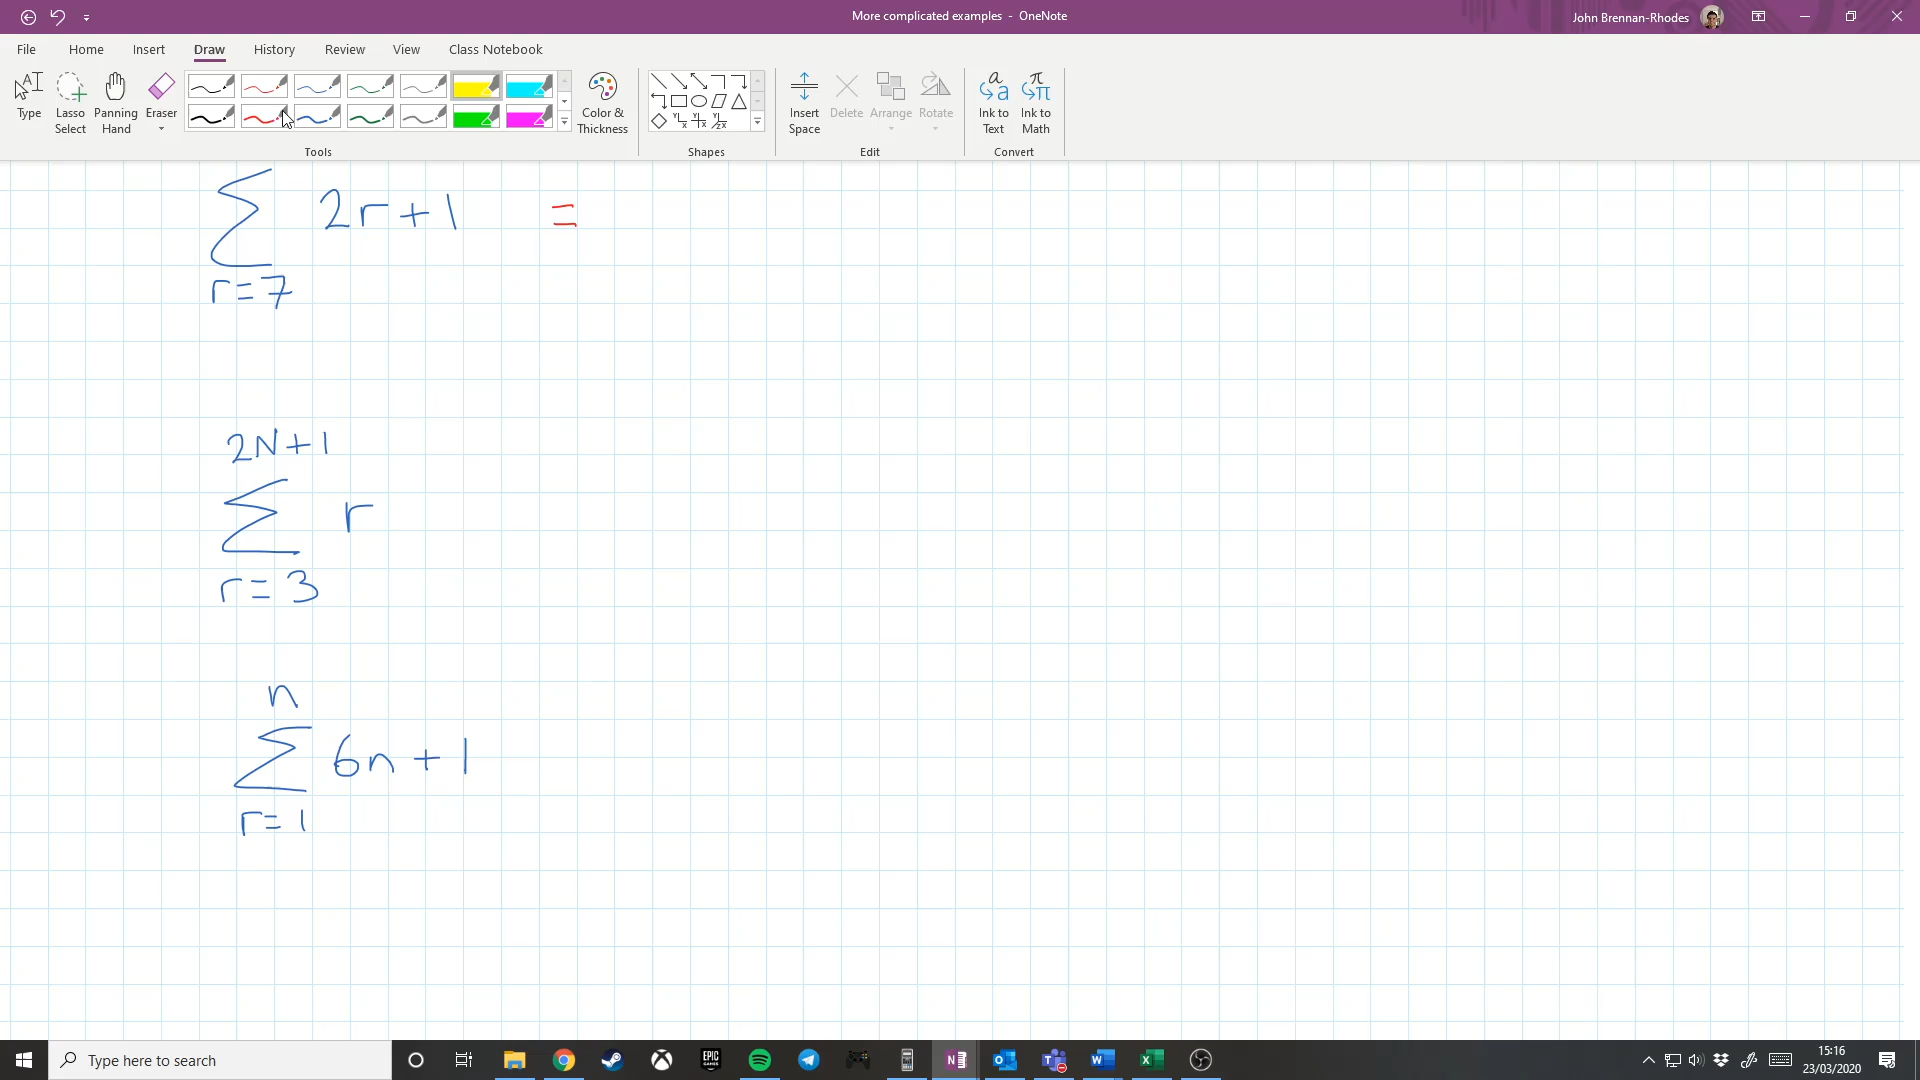 More complicated examples - OneNote
John Brennan-Rhodes
File Home Insert Draw History Review View Class Notebook
Type
Lasso Select
Panning Hand
Eraser
Color & Thickness
Insert Space
Delete
Arrange
Rotate
Ink to Text
Ink to Math
Tools
Shapes
Edit
Convert
∑ 2r+1 =
r=7
2N+1
∑ r
r=3
n
∑ 6n+1
r=1
Type here to search
EPIC GAMES
15:16
23/03/2020